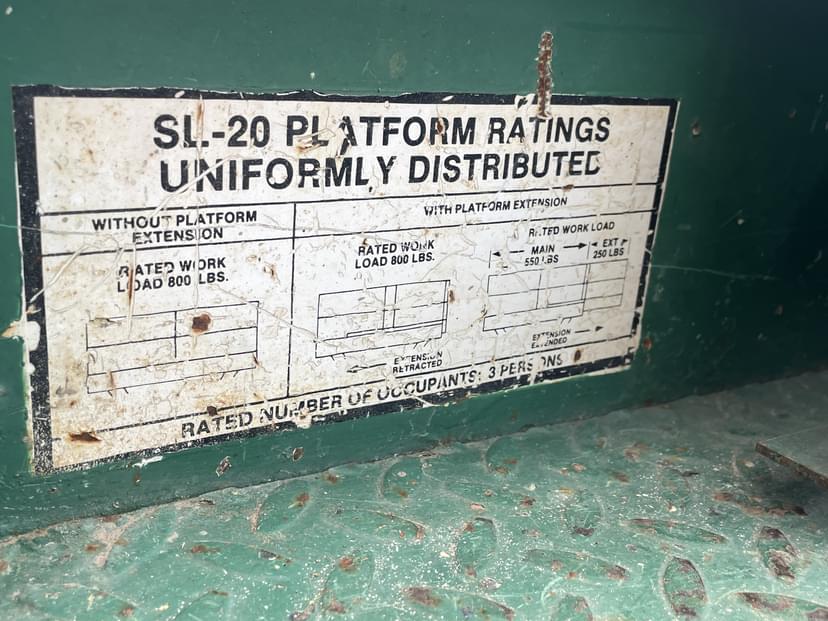 SL-20 PLATFORM RATINGS
UNIFORMLY DISTRIBUTED
WITHOUT PLATFORM
EXTENSION
WITH PLATFORM EXTENSION
RATED WORK
LOAD 800 LBS.
RATED WORK
LOAD 800 LBS.
RATED WORK LOAD
MAIN
550 LBS
EXT
250 LBS
EXTENSION
RETRACTED
EXTENSION
EXTENDED
RATED NUMBER OF OCCUPANTS: 3 PERSONS